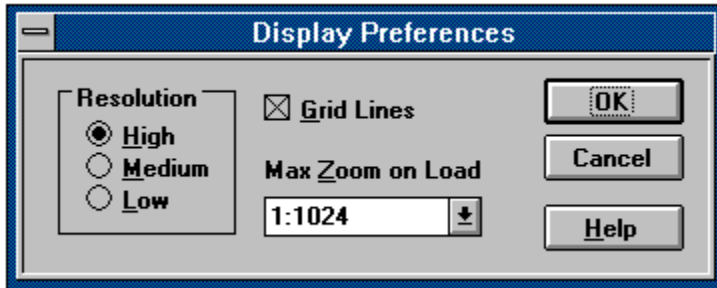 Display Preferences
Resolution
High
Medium
Low
Grid Lines
Max Zoom on Load
1:1024
OK
Cancel
Help